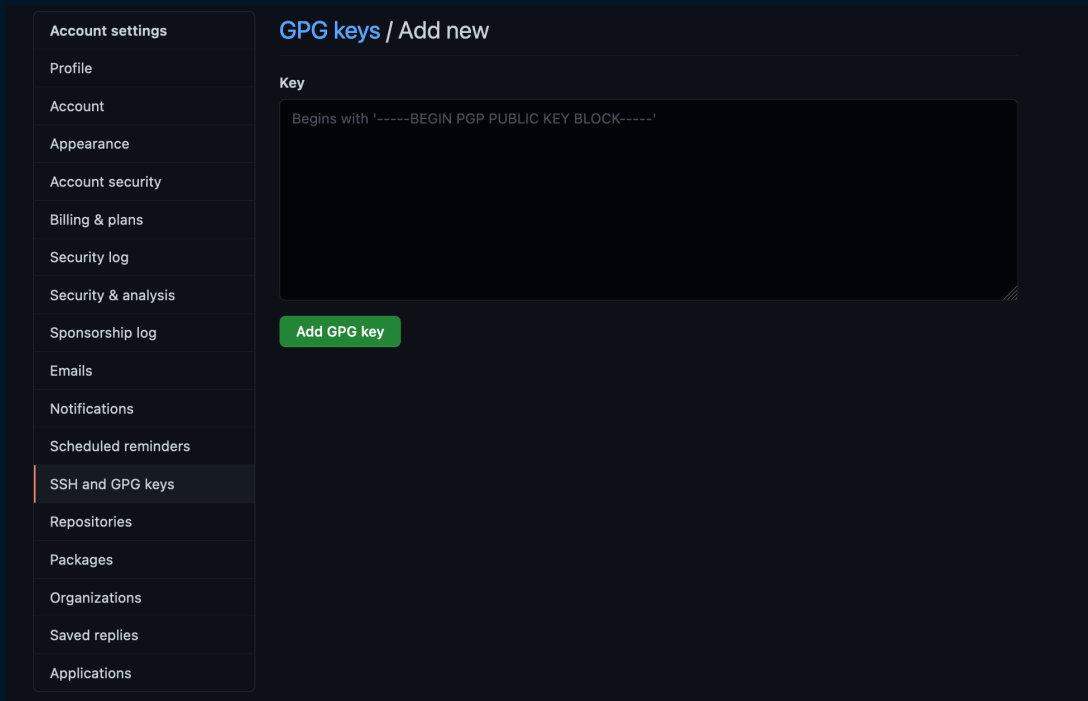 Account settings
Profile
Account
Appearance
Account security
Billing & plans
Security log
Security & analysis
Sponsorship log
Emails
Notifications
Scheduled reminders
SSH and GPG keys
Repositories
Packages
Organizations
Saved replies
Applications
GPG keys / Add new
Key
Begins with '-----BEGIN PGP PUBLIC KEY BLOCK-----'
Add GPG key